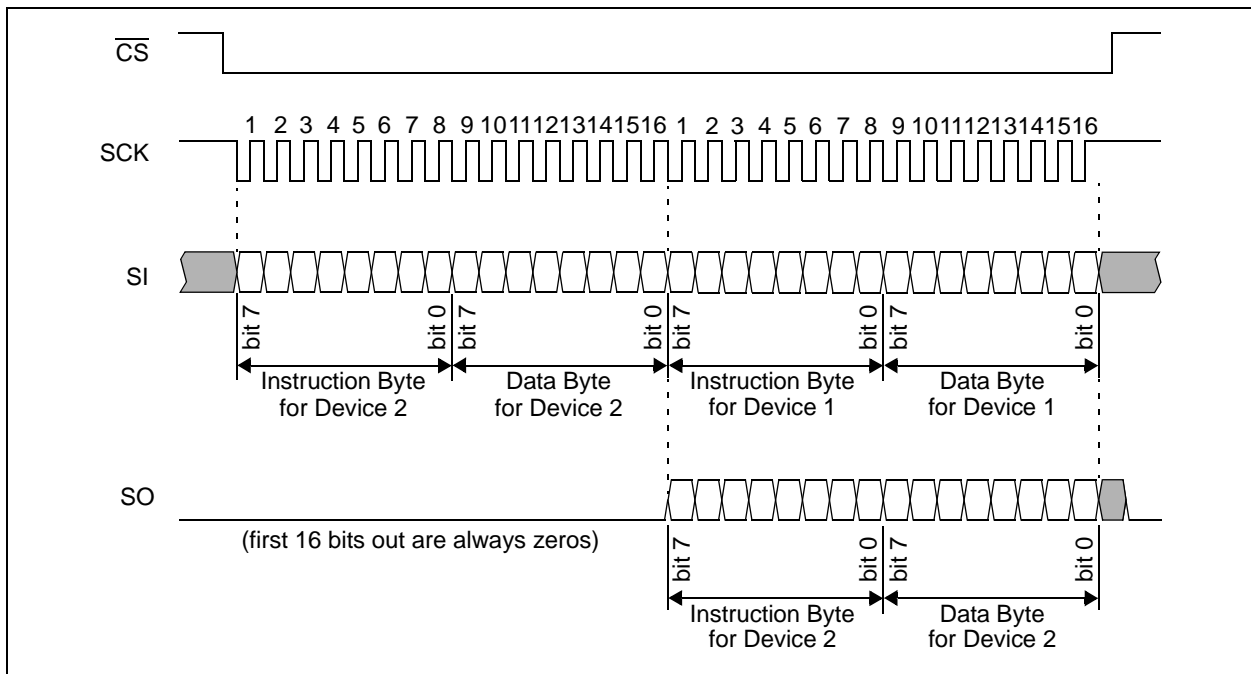 CS
1 2 3 4 5 6 7 8 9 10 11 12 13 14 15 16 1 2 3 4 5 6 7 8 9 10 11 12 13 14 15 16
SCK
SI
bit 7 bit 0 bit 7 bit 0 bit 7 bit 0 bit 7 bit 0
Instruction Byte Data Byte Instruction Byte Data Byte
for Device 2 for Device 2 for Device 1 for Device 1
SO
(first 16 bits out are always zeros)
bit 7 bit 0 bit 7 bit 0
Instruction Byte Data Byte
for Device 2 for Device 2